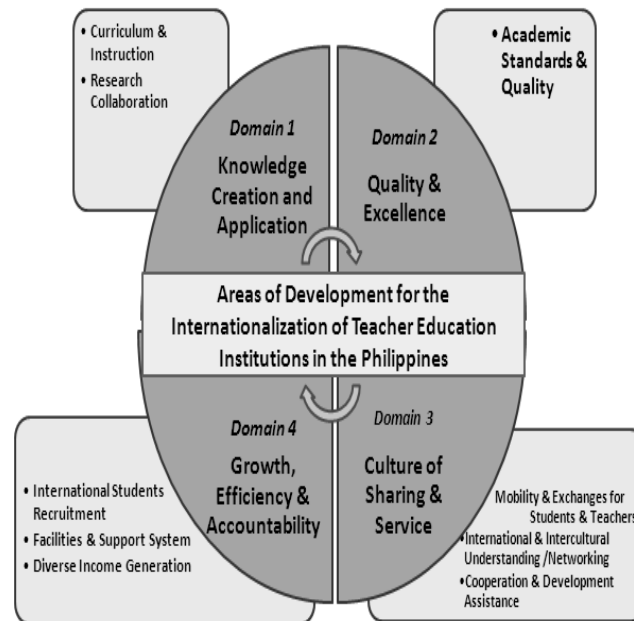 • Curriculum &
Instruction
• Research
Collaboration
• Academic
Standards &
Quality
Domain 1
Knowledge
Creation and
Application
Domain 2
Quality &
Excellence
Areas of Development for the
Internationalization of Teacher Education
Institutions in the Philippines
Domain 4
Growth,
Efficiency &
Accountability
Domain 3
Culture of
Sharing &
Service
• International Students
Recruitment
• Facilities & Support System
• Diverse Income Generation
Mobility & Exchanges for
Students & Teachers
•International & Intercultural
Understanding /Networking
•Cooperation & Development
Assistance